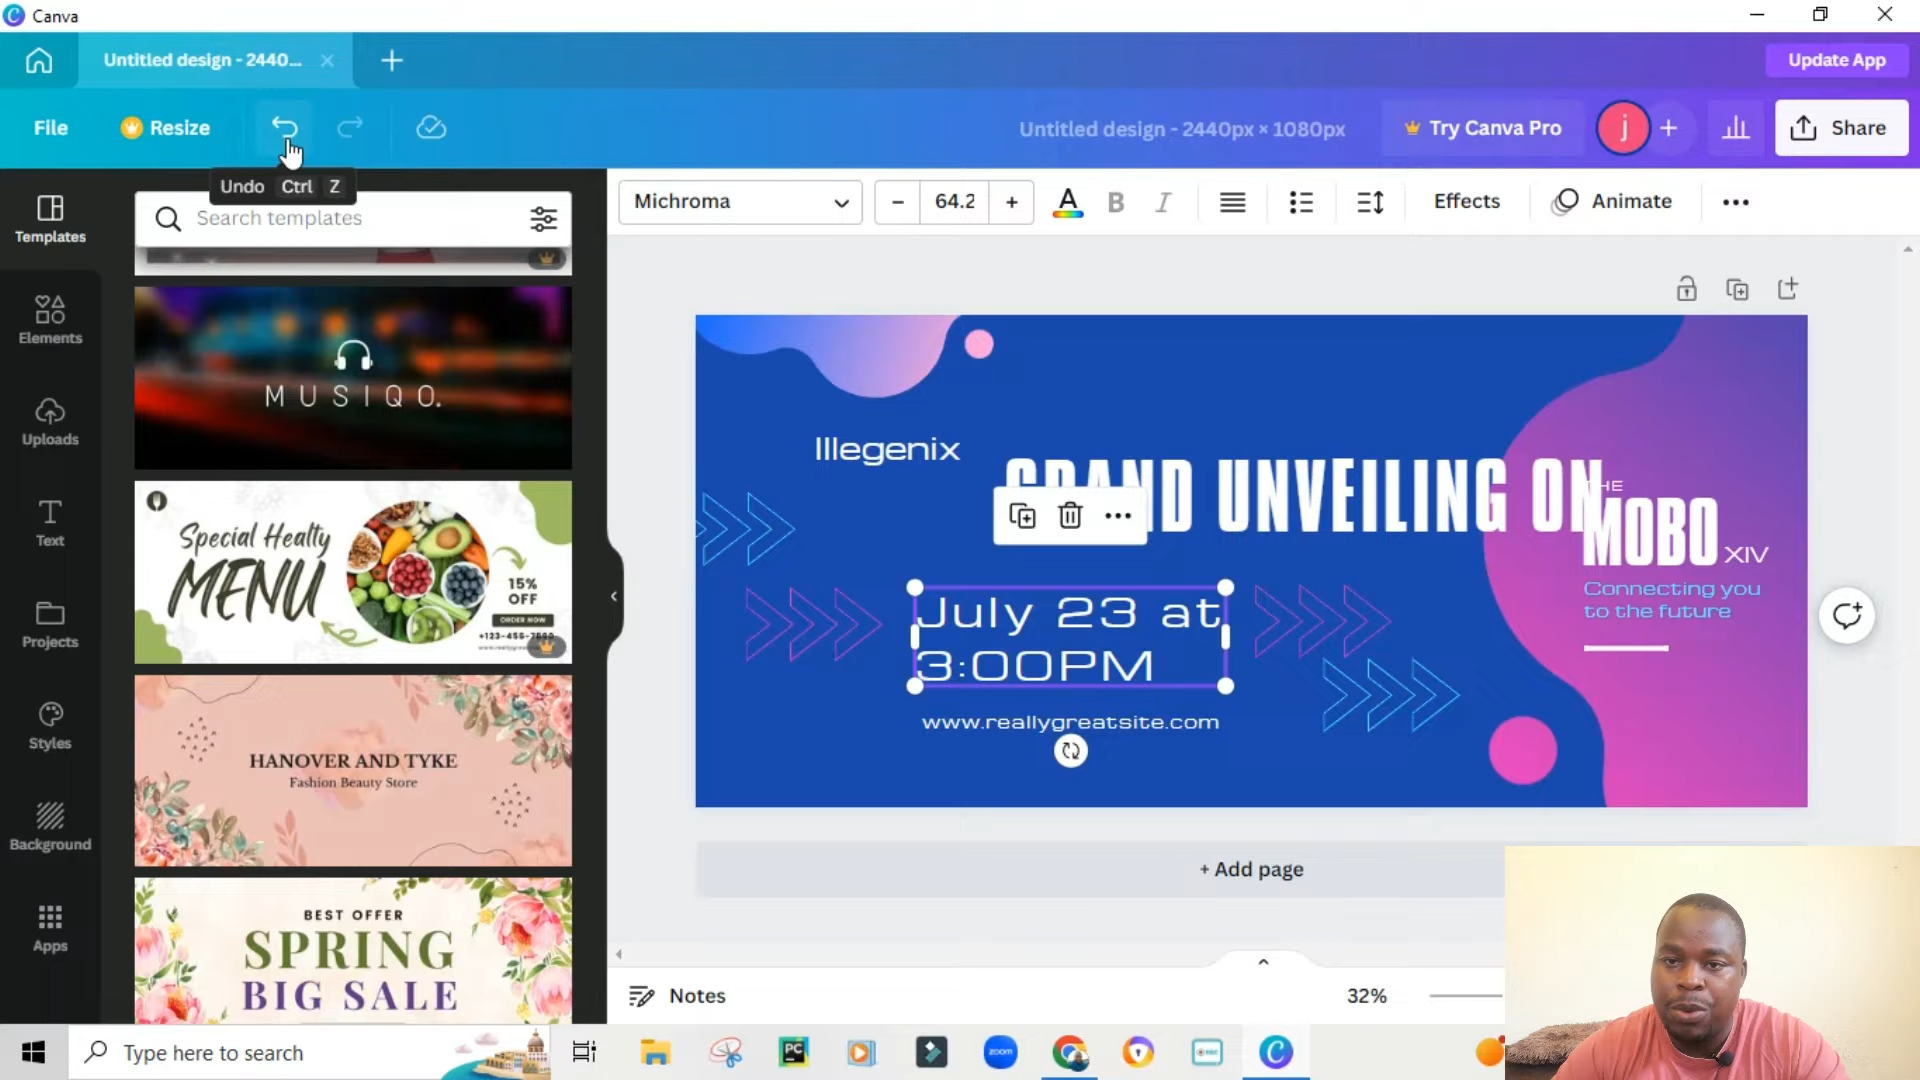 Canva
Untitled design - 2440...
Update App
File
Resize
Untitled design - 2440px × 1080px
Try Canva Pro
j
Share
Undo Ctrl Z
Templates
Search templates
Michroma
64.2
A
B
I
Effects
Animate
MUSIQO.
Elements
Uploads
Text
Projects
Styles
Background
Apps
Special Healty
MENU
15%
OFF
ORDER NOW
HANOVER AND TYKE
Fashion Beauty Store
BEST OFFER
SPRING
BIG SALE
Illegenix
GRAND UNVEILING ON
THE
MOBO XIV
Connecting you
to the future
July 23 at
3:00PM
www.reallygreatsite.com
+ Add page
Notes
32%
Type here to search
PC
zoom